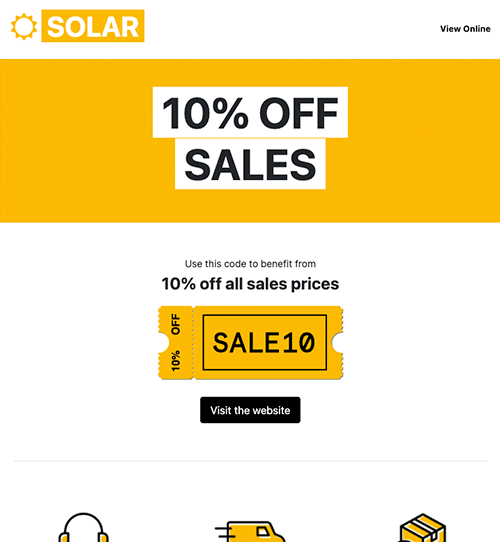 SOLAR
View Online
10% OFF
SALES
Use this code to benefit from
10% off all sales prices
10% OFF
SALE10
Visit the website